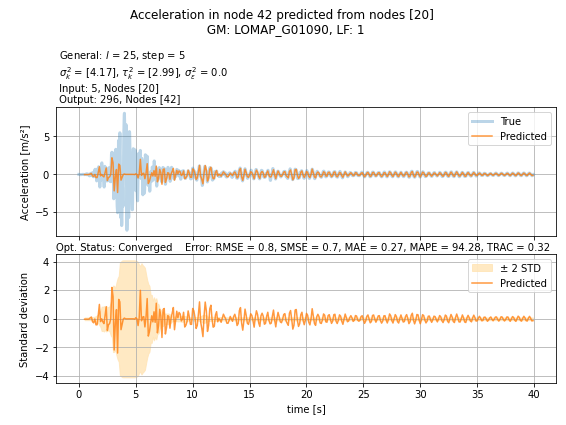 Acceleration in node 42 predicted from nodes [20]
GM: LOMAP_G01090, LF: 1
General: l = 25, step = 5
σ²ₖ = [4.17], τ²ₖ = [2.99], σ²ε = 0.0
Input: 5, Nodes [20]
Output: 296, Nodes [42]
Acceleration [m/s²]
5
0
−5
True
Predicted
Opt. Status: Converged    Error: RMSE = 0.8, SMSE = 0.7, MAE = 0.27, MAPE = 94.28, TRAC = 0.32
Standard deviation
4
2
0
−2
−4
± 2 STD
Predicted
0 5 10 15 20 25 30 35 40
time [s]